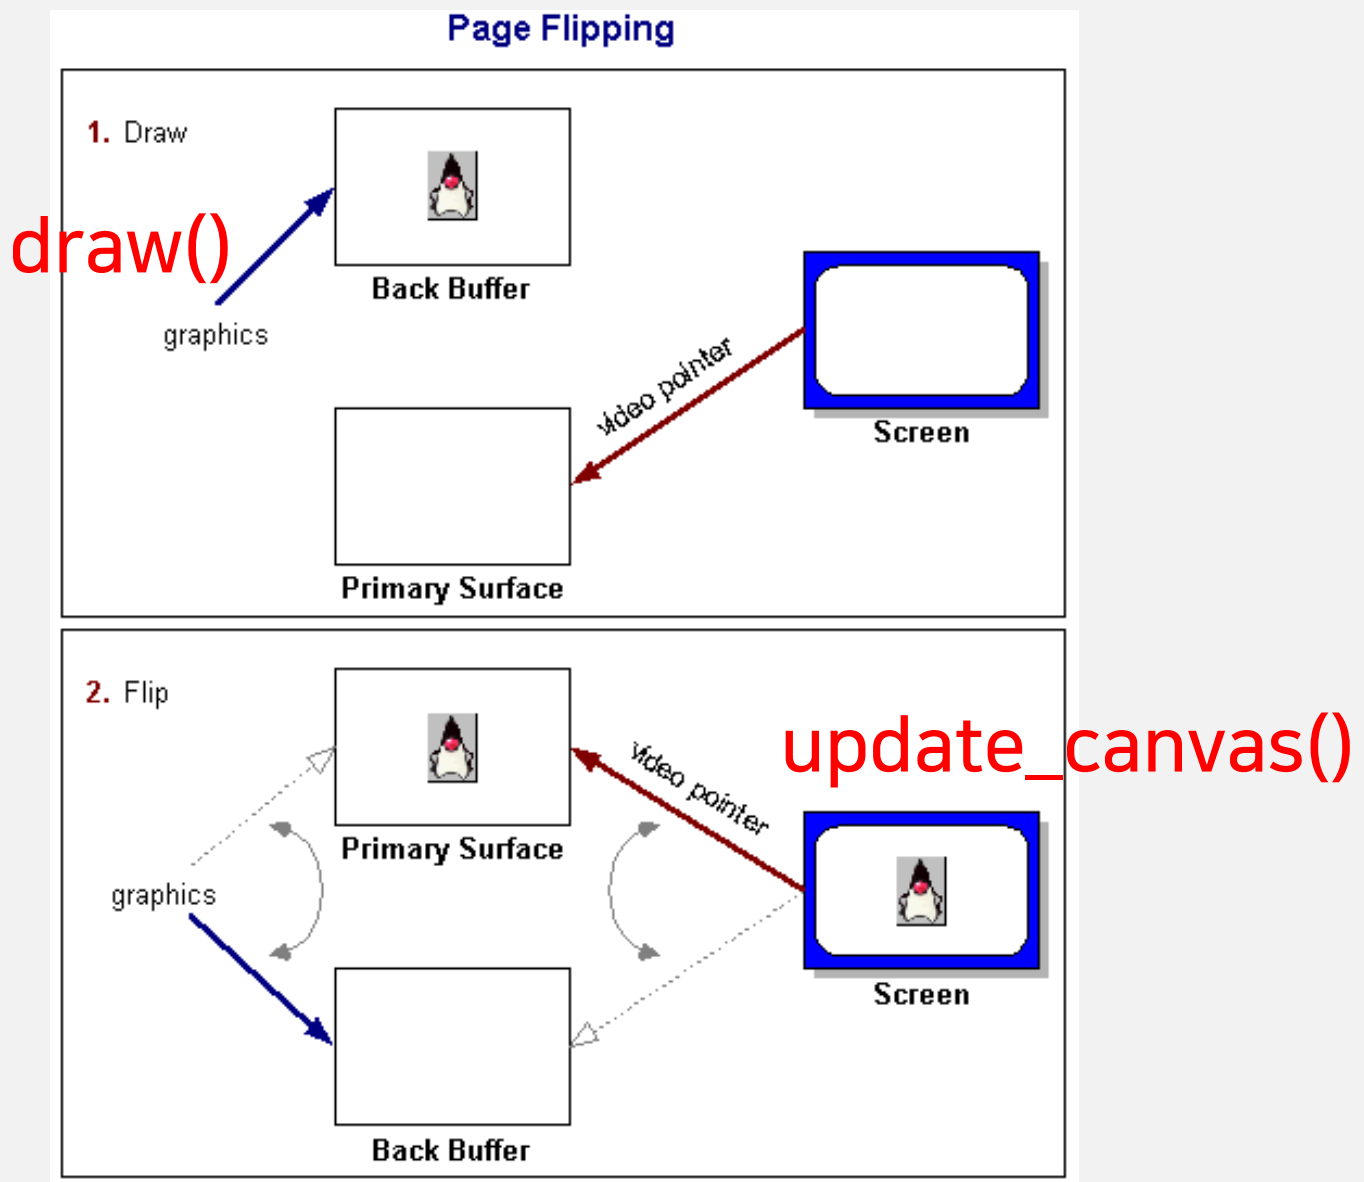 Page Flipping
1. Draw
draw()
graphics
Back Buffer
video pointer
Screen
Primary Surface
2. Flip
update_canvas()
video pointer
Primary Surface
graphics
Screen
Back Buffer